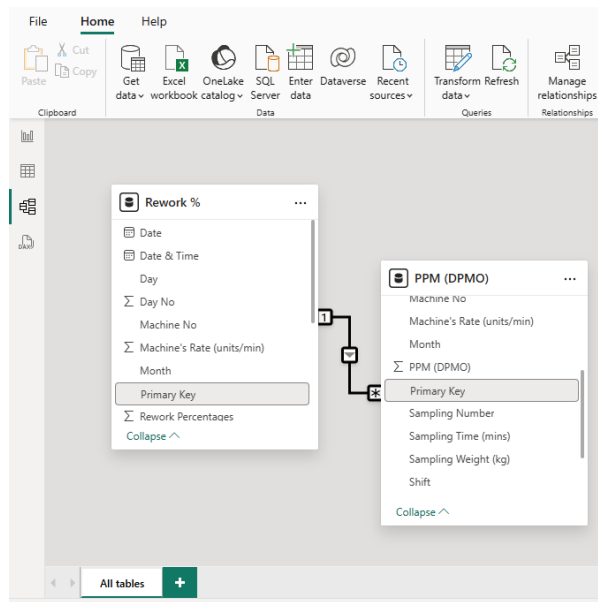 File Home Help
Paste
Cut
Copy
Clipboard
Get data
Excel workbook
OneLake catalog
SQL Server
Enter data
Dataverse
Recent sources
Data
Transform data
Refresh
Queries
Manage relationships
Relationships
DAX
Rework % ...
Date
Date & Time
Day
Σ Day No
Machine No
Σ Machine's Rate (units/min)
Month
Primary Key
Σ Rework Percentages
Collapse
1
*
PPM (DPMO) ...
Machine No
Machine's Rate (units/min)
Month
Σ PPM (DPMO)
Primary Key
Sampling Number
Sampling Time (mins)
Sampling Weight (kg)
Shift
Collapse
All tables +